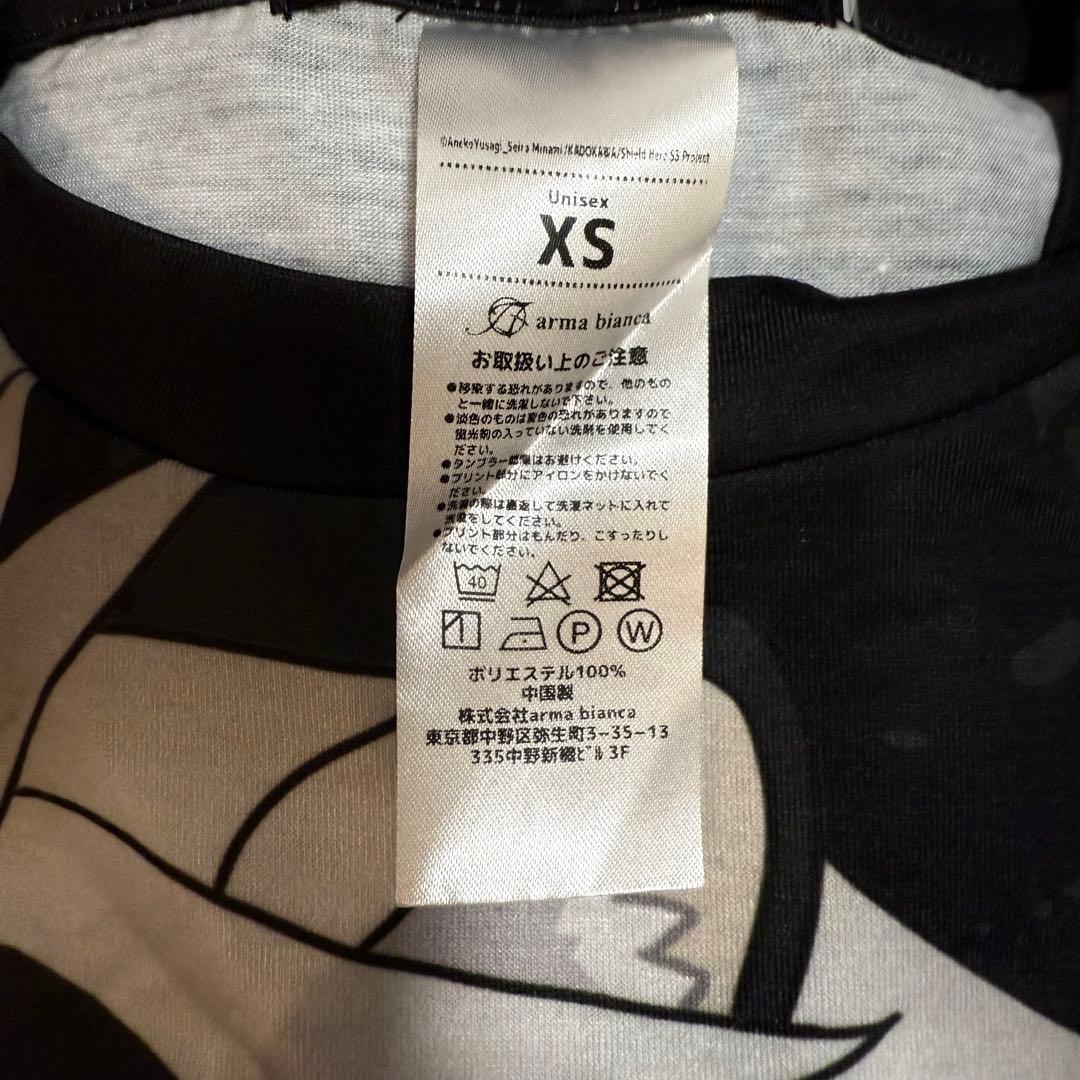 ©AnekoYusagi_Seira Minami/KADOKAWA/Shield Hero S3 Project
Unisex
XS
arma bianca
お取扱い上のご注意
●移染する恐れがありますので、他のもの
と一緒に洗濯しないで下さい。
●淡色のものは変色の恐れがありますので
蛍光剤の入っていない洗剤を使用してく
ださい。
●タンブラー乾燥はお避けください。
●プリント部分にアイロンをかけないでく
ださい。
●洗濯の際は裏返して洗濯ネットに入れて
洗濯をしてください。
●プリント部分はもんだり、こすったりし
ないでください。
40
P W
ポリエステル100%
中国製
株式会社arma bianca
東京都中野区弥生町3-35-13
335中野新橋ビル 3F